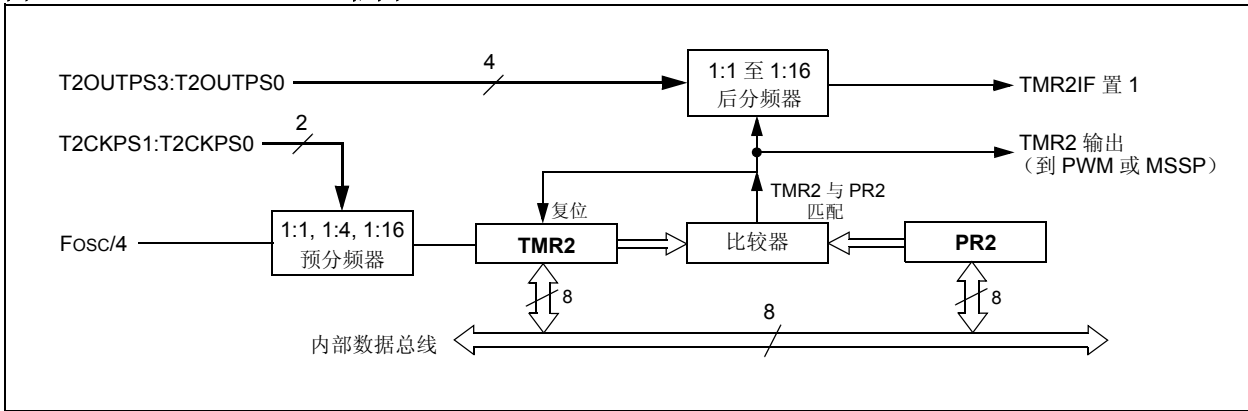 T2OUTPS3:T2OUTPS0
4
1:1 至 1:16
后分频器
TMR2IF 置 1
T2CKPS1:T2CKPS0
2
TMR2 输出
（到 PWM 或 MSSP）
TMR2 与 PR2
匹配
复位
FOSC/4
1:1, 1:4, 1:16
预分频器
TMR2
比较器
PR2
8
8
8
内部数据总线